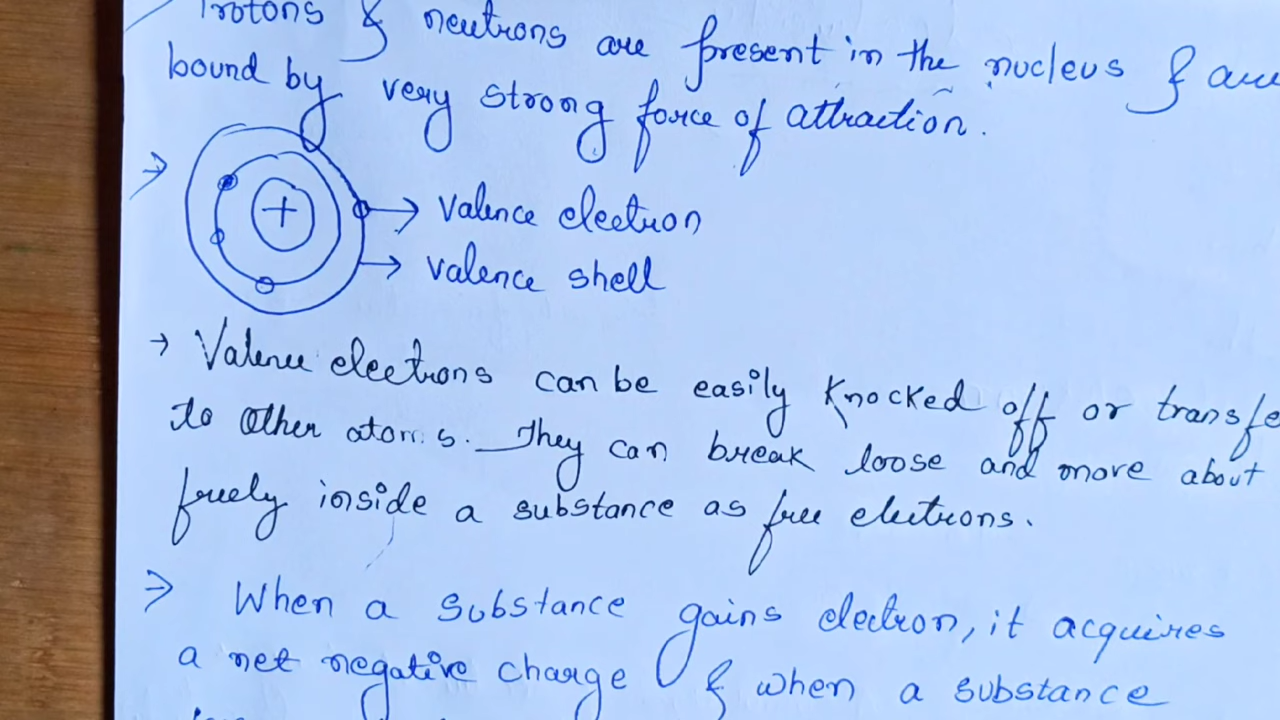 Protons & neutrons are present in the nucleus & are
bound by very strong force of attraction.
→ +
→ Valence electron
→ valence shell
→ Valence electrons can be easily knocked off or transfe
to other atoms. They can break loose and move about
freely inside a substance as free electrons.
→ When a substance gains electron, it acquires
a net negative charge & when a substance